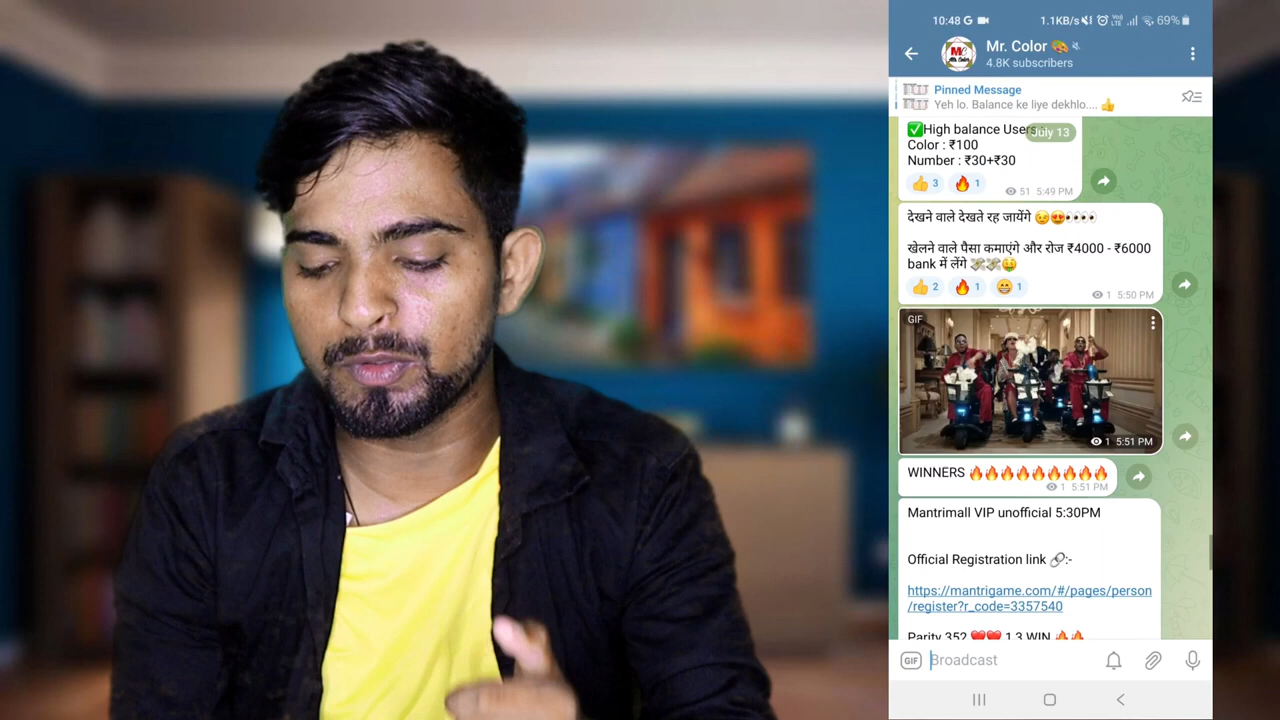 10:48 G 1.1KB/s Vo) LTE 69%
Mr. Color 🎨
4.8K subscribers
Pinned Message
Yeh lo. Balance ke liye dekhlo.... 👍
✅High balance Users
July 13
Color : ₹100
Number : ₹30+₹30
👍 3 🔥 1 51 5:49 PM
देखने वाले देखते रह जायेंगे 😉😍👀👀
खेलने वाले पैसा कमाएंगे और रोज ₹4000 - ₹6000
bank में लेंगे 💸💸🤑
👍 2 🔥 1 😁 1 1 5:50 PM
GIF
1 5:51 PM
WINNERS 🔥🔥🔥🔥🔥🔥🔥🔥🔥
1 5:51 PM
Mantrimall VIP unofficial 5:30PM
Official Registration link 🔗:-
https://mantrigame.com/#/pages/person
/register?r_code=3357540
Parity 352 ❤️❤️ 1.3 WIN 🔥🔥
GIF Broadcast